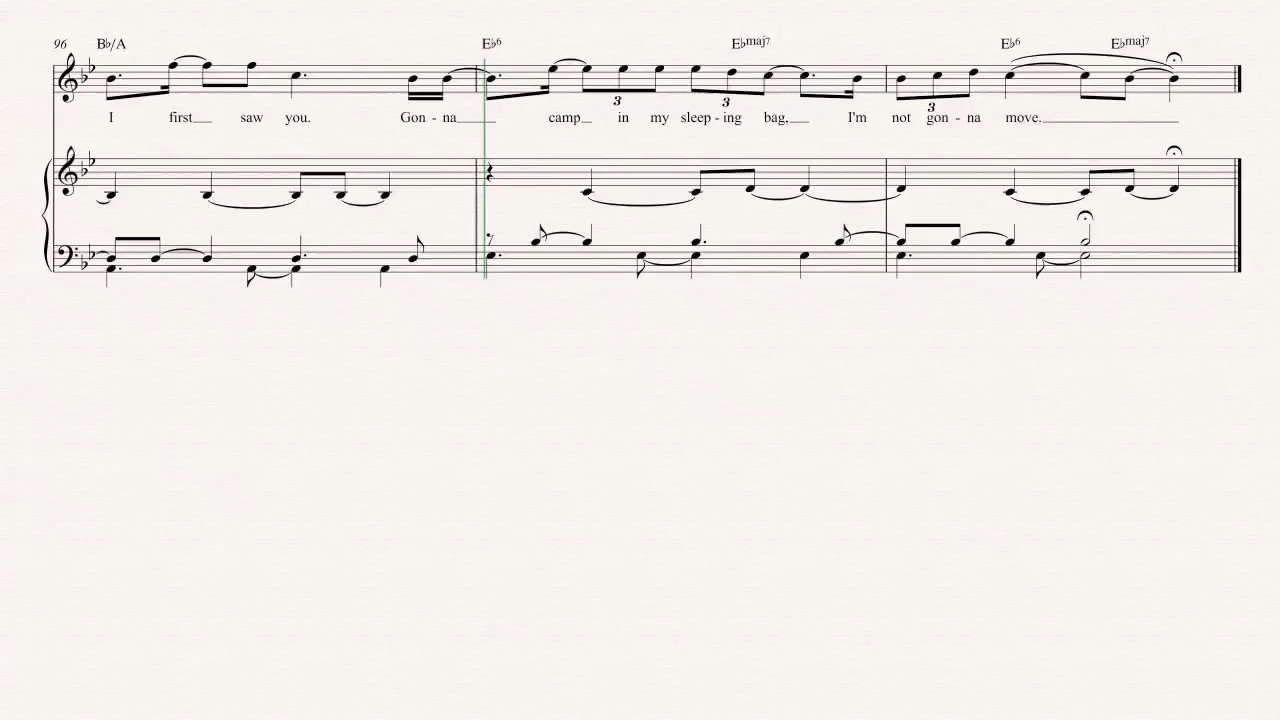 96 B♭/A E♭6 E♭maj7 E♭6 E♭maj7
3 3 3
I first saw you. Gon - na camp in my sleep - ing bag, I'm not gon - na move.